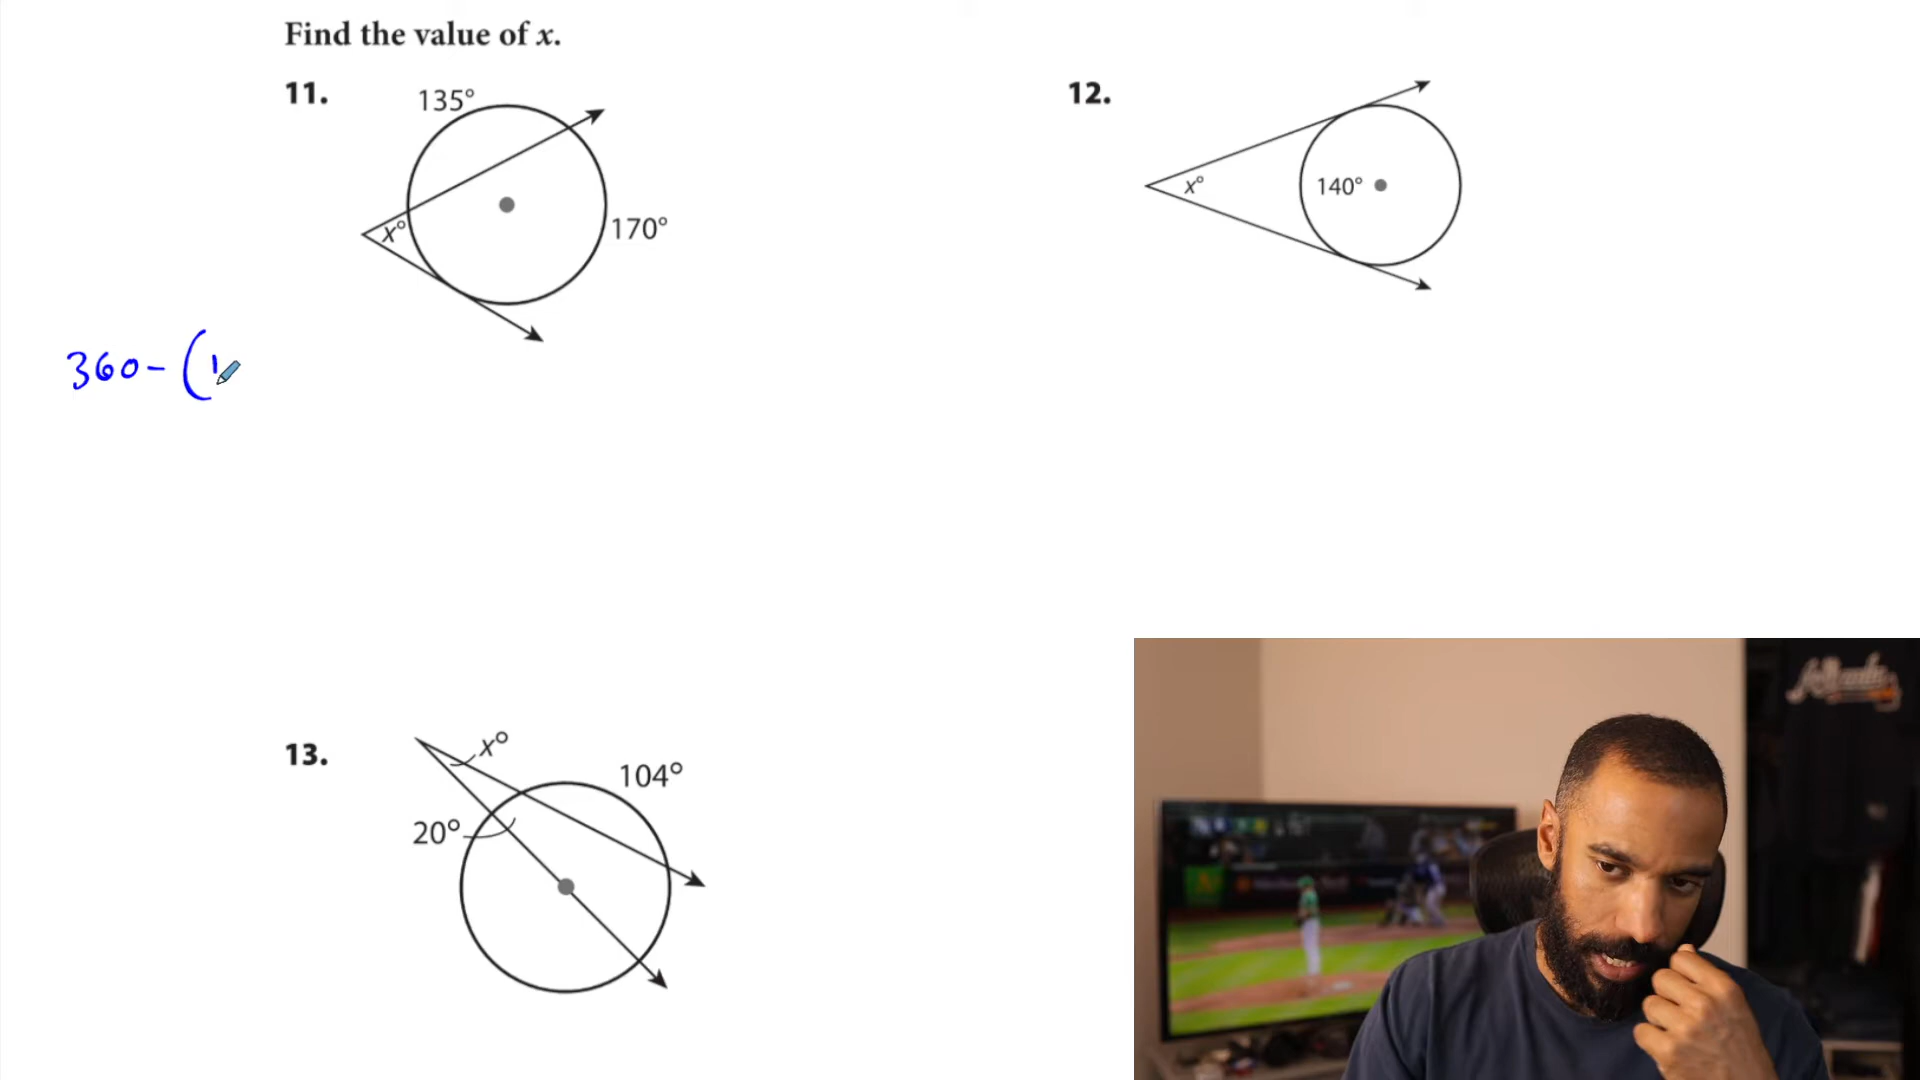 Find the value of x.
11.
135°
x°
170°
12.
x°
140°
360-(1
13.
x°
104°
20°